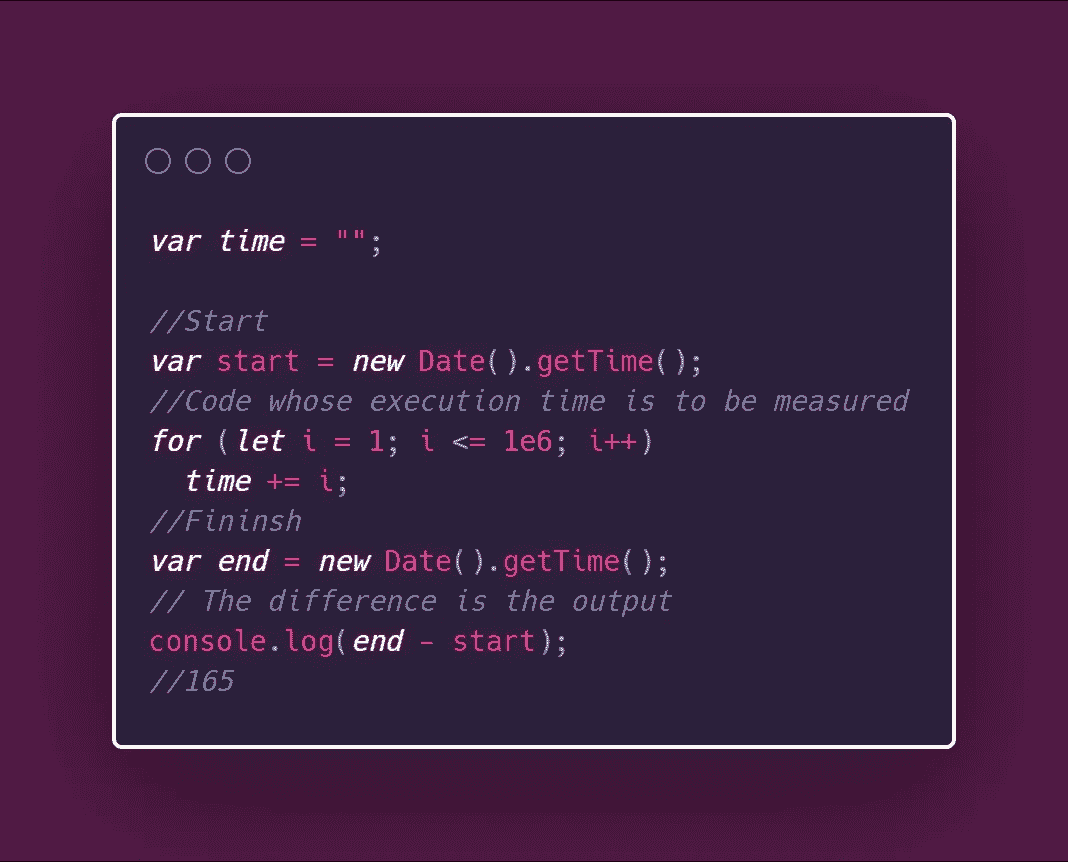 var time = "";
//Start
var start = new Date().getTime();
//Code whose execution time is to be measured
for (let i = 1; i <= 1e6; i++)
  time += i;
//Fininsh
var end = new Date().getTime();
// The difference is the output
console.log(end - start);
//165